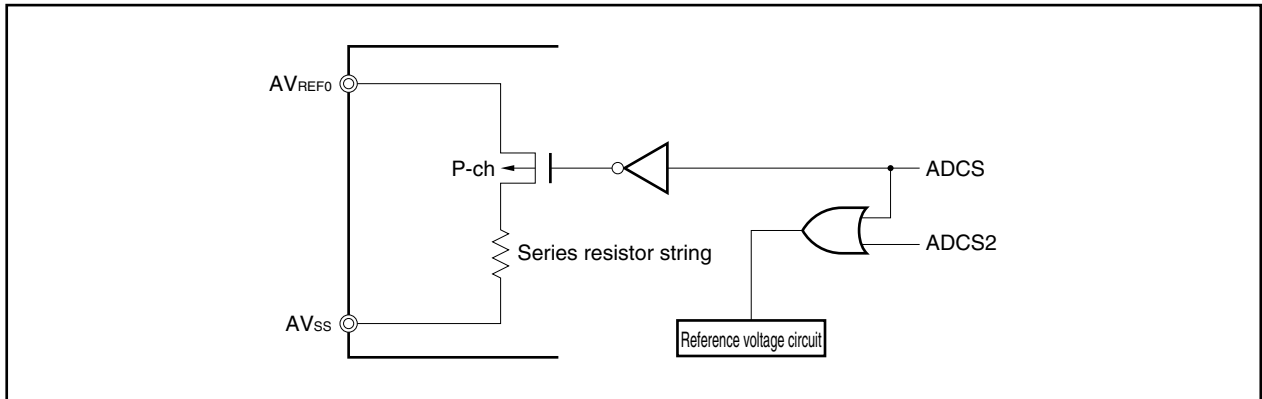 AVREF0
P-ch
ADCS
ADCS2
Series resistor string
AVSS
Reference voltage circuit